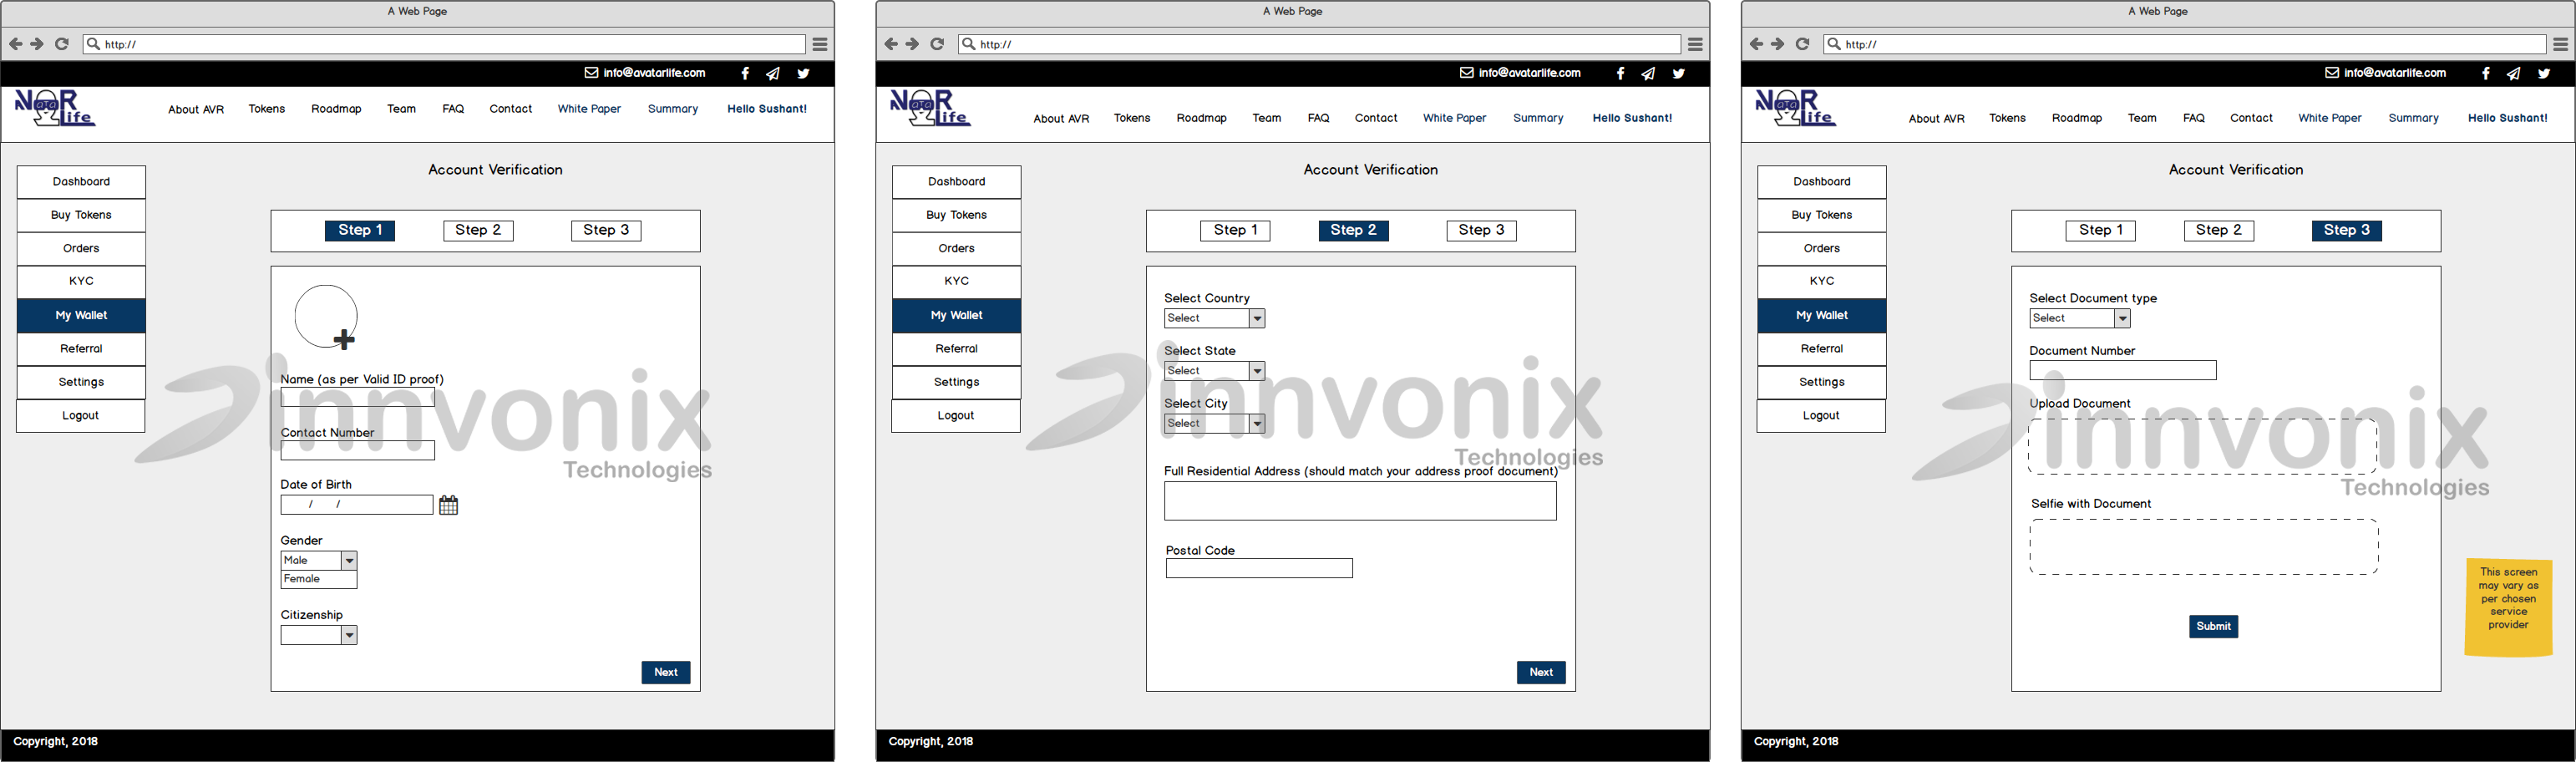 A Web Page
http://
info@avatarlife.com
Life
About AVR Tokens Roadmap Team FAQ Contact White Paper Summary Hello Sushant!
Account Verification
Dashboard
Buy Tokens
Orders
KYC
My Wallet
Referral
Settings
Logout
Step 1 Step 2 Step 3
Name (as per Valid ID proof)
Contact Number
Date of Birth
/ /
Gender
Male
Female
Citizenship
Next
innvonix
Technologies
Copyright, 2018
A Web Page
http://
info@avatarlife.com
Life
About AVR Tokens Roadmap Team FAQ Contact White Paper Summary Hello Sushant!
Account Verification
Dashboard
Buy Tokens
Orders
KYC
My Wallet
Referral
Settings
Logout
Step 1 Step 2 Step 3
Select Country
Select
Select State
Select
Select City
Select
Full Residential Address (should match your address proof document)
Postal Code
Next
innvonix
Technologies
Copyright, 2018
A Web Page
http://
info@avatarlife.com
Life
About AVR Tokens Roadmap Team FAQ Contact White Paper Summary Hello Sushant!
Account Verification
Dashboard
Buy Tokens
Orders
KYC
My Wallet
Referral
Settings
Logout
Step 1 Step 2 Step 3
Select Document type
Select
Document Number
Upload Document
Selfie with Document
Submit
This screen
may vary as
per chosen
service
provider
innvonix
Technologies
Copyright, 2018